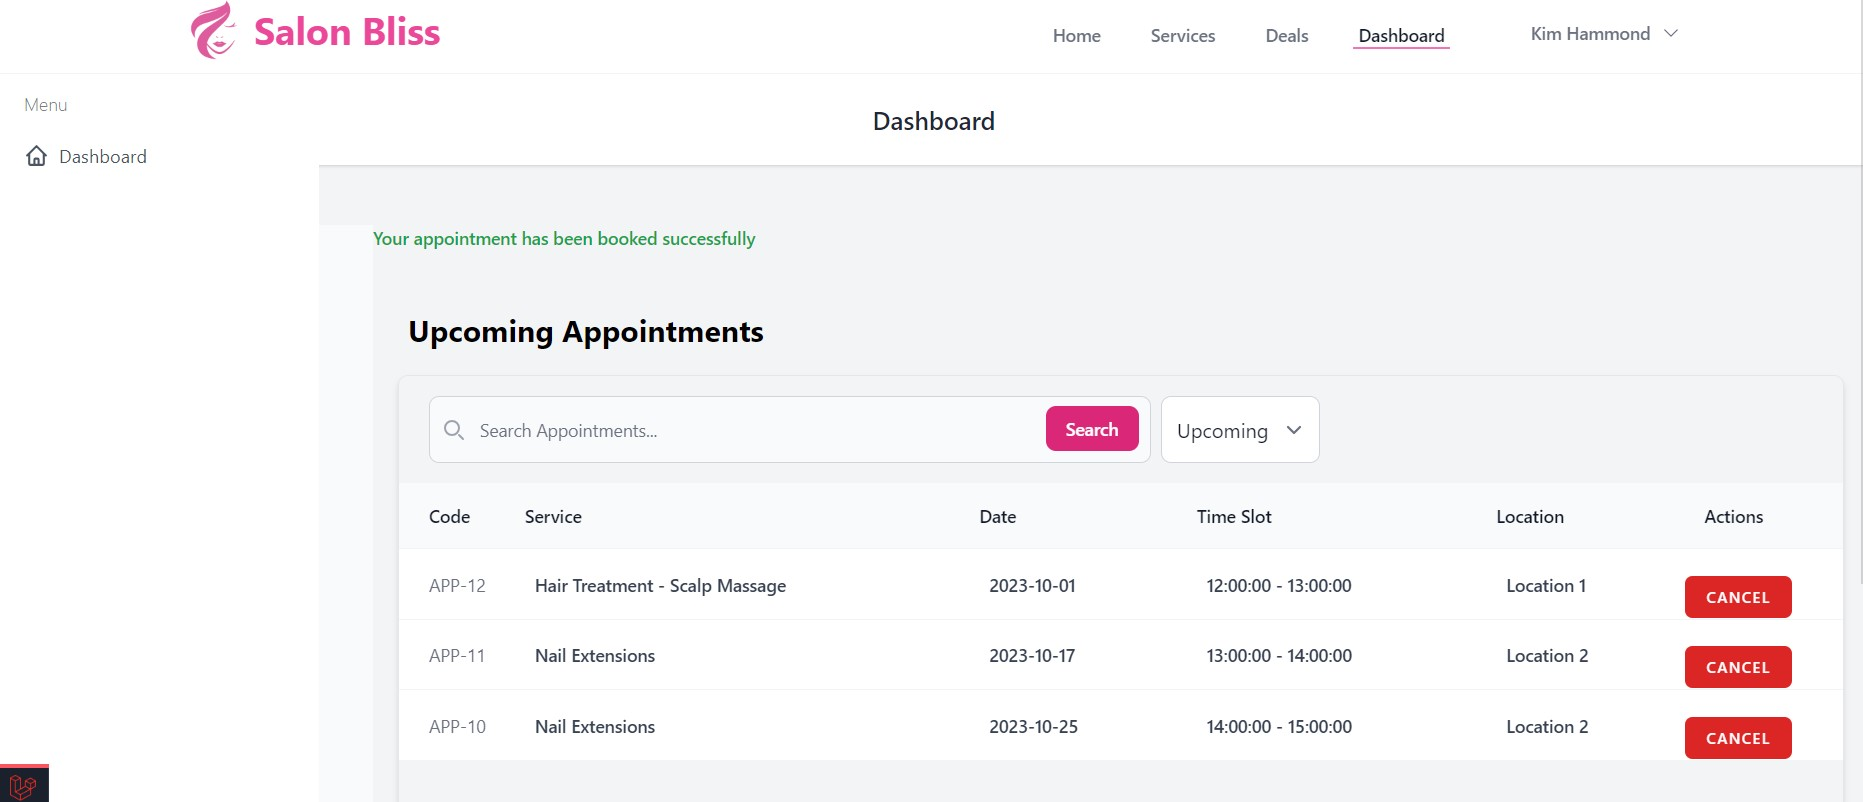 Salon Bliss
Home Services Deals Dashboard Kim Hammond
Menu
Dashboard
Dashboard
Your appointment has been booked successfully
Upcoming Appointments
Search Appointments... Search Upcoming
Code Service Date Time Slot Location Actions
APP-12 Hair Treatment - Scalp Massage 2023-10-01 12:00:00 - 13:00:00 Location 1 CANCEL
APP-11 Nail Extensions 2023-10-17 13:00:00 - 14:00:00 Location 2 CANCEL
APP-10 Nail Extensions 2023-10-25 14:00:00 - 15:00:00 Location 2 CANCEL